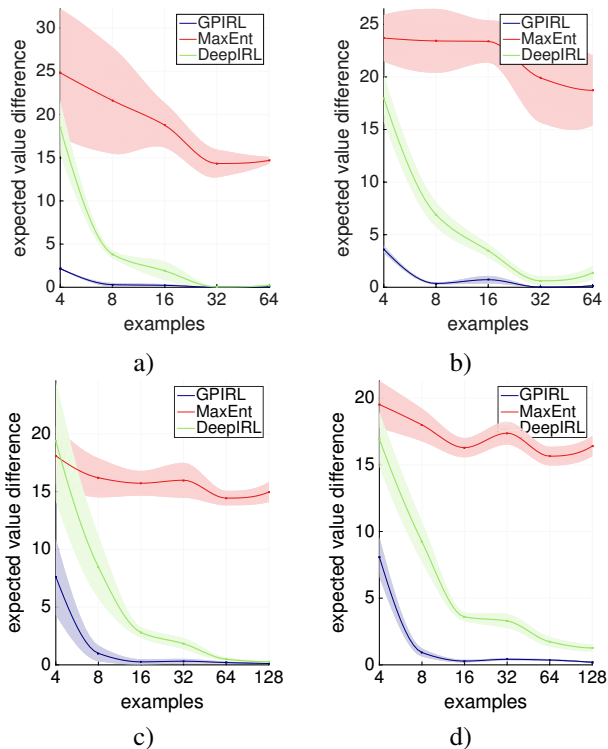 GPIRL
MaxEnt
DeepIRL
expected value difference
30
25
20
15
10
5
0
4 8 16 32 64
examples
a)
GPIRL
MaxEnt
DeepIRL
expected value difference
25
20
15
10
5
0
4 8 16 32 64
examples
b)
GPIRL
MaxEnt
DeepIRL
expected value difference
20
15
10
5
0
4 8 16 32 64 128
examples
c)
GPIRL
MaxEnt
DeepIRL
expected value difference
20
15
10
5
0
4 8 16 32 64 128
examples
d)